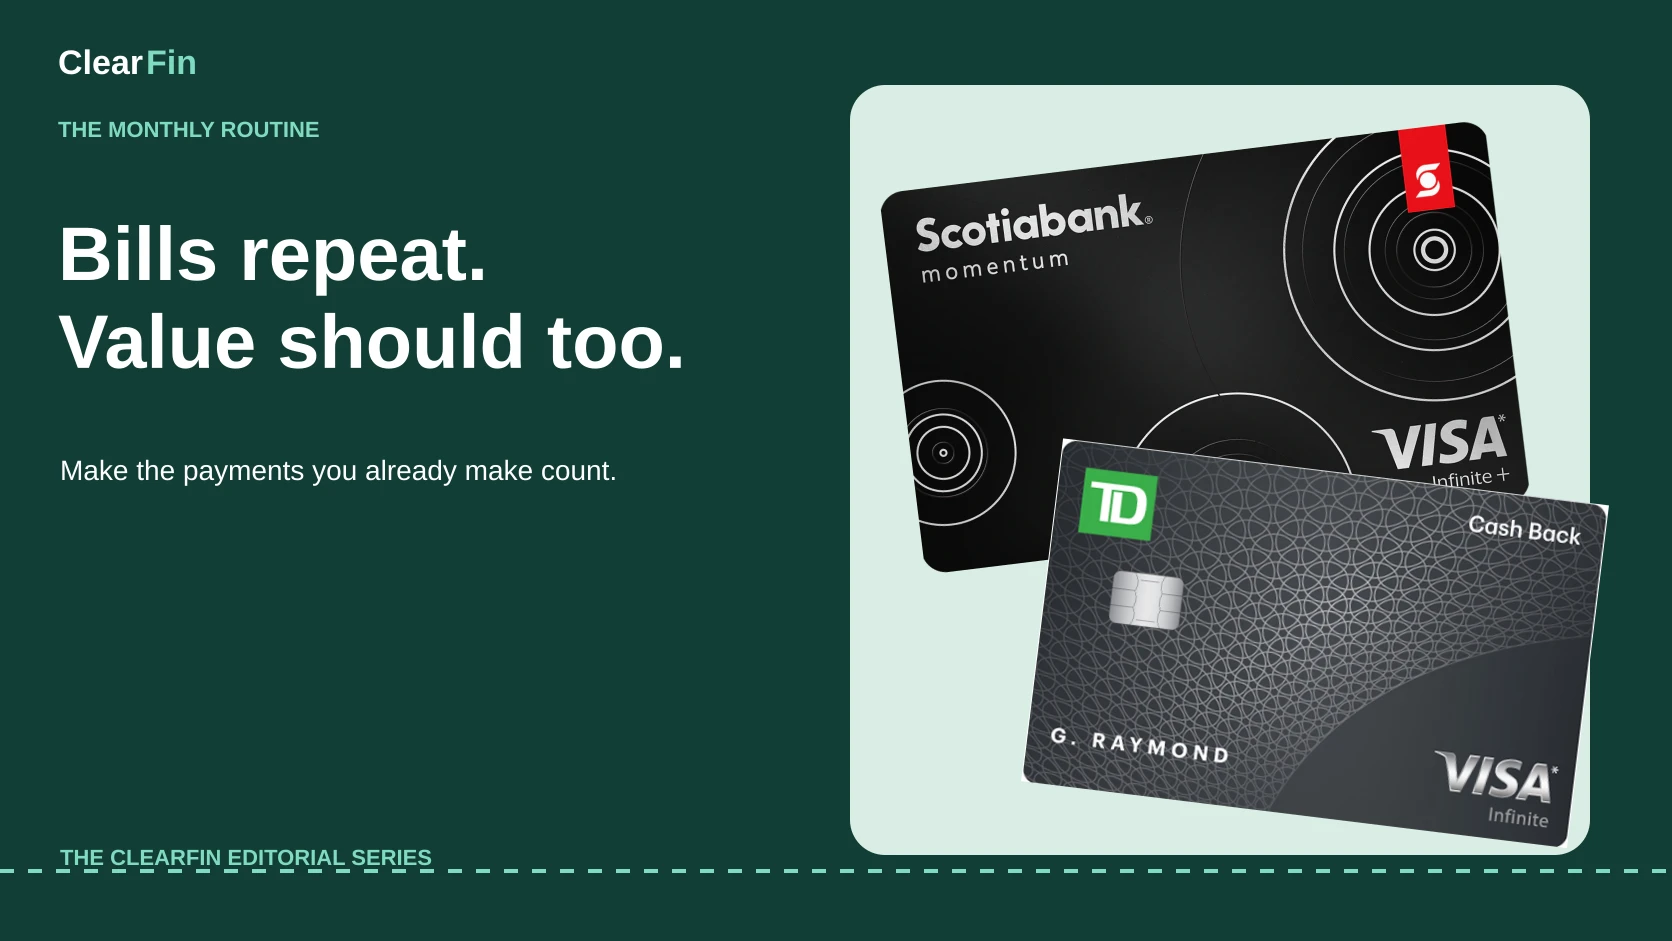 ClearFin
THE MONTHLY ROUTINE
Bills repeat.
Value should too.
Make the payments you already make count.
THE CLEARFIN EDITORIAL SERIES
Scotiabank®
momentum
VISA*
Infinite+
TD
Cash Back
G. RAYMOND
VISA*
Infinite